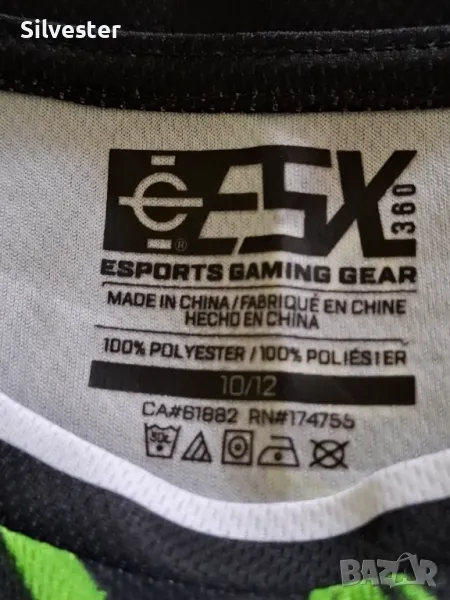 Silvester
ESX
360
®
ESPORTS GAMING GEAR
MADE IN CHINA / FABRIQUÉ EN CHINE
HECHO EN CHINA
100% POLYESTER / 100% POLIÉSTER
10/12
CA#61882 RN#174755
BAZAR